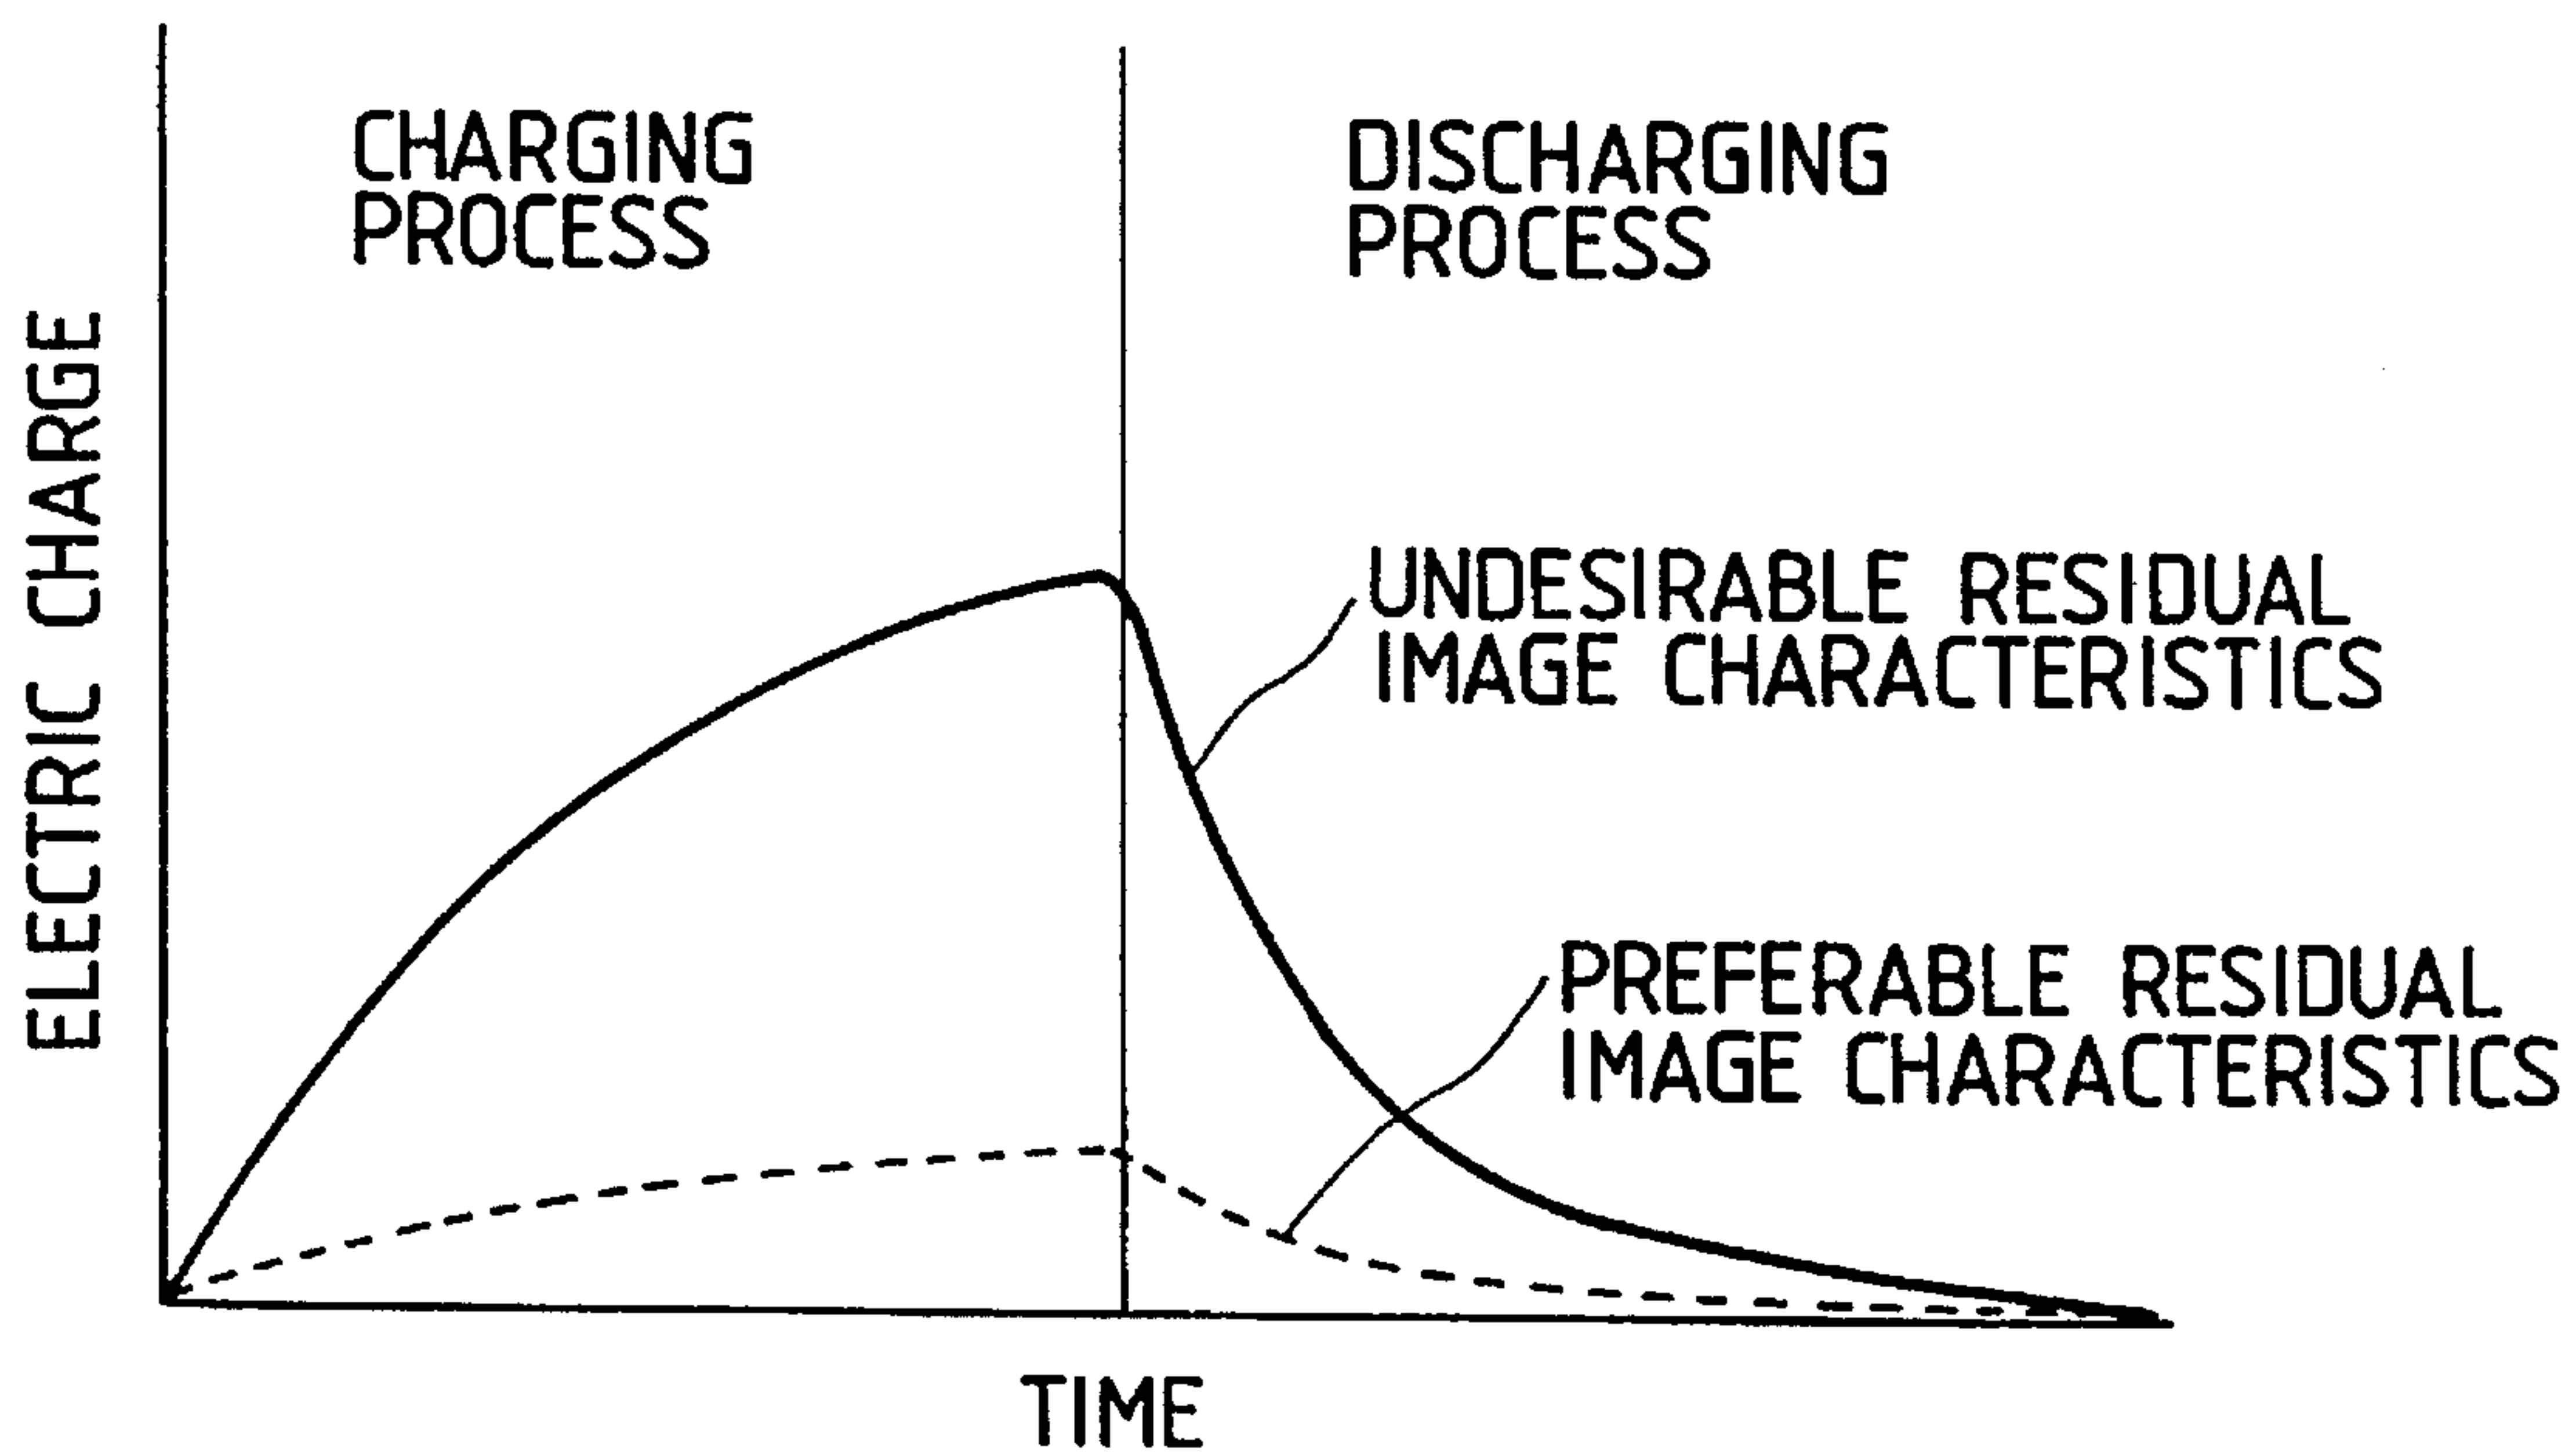 CHARGING
PROCESS
DISCHARGING
PROCESS
ELECTRIC CHARGE
UNDESIRABLE RESIDUAL
IMAGE CHARACTERISTICS
PREFERABLE RESIDUAL
IMAGE CHARACTERISTICS
TIME